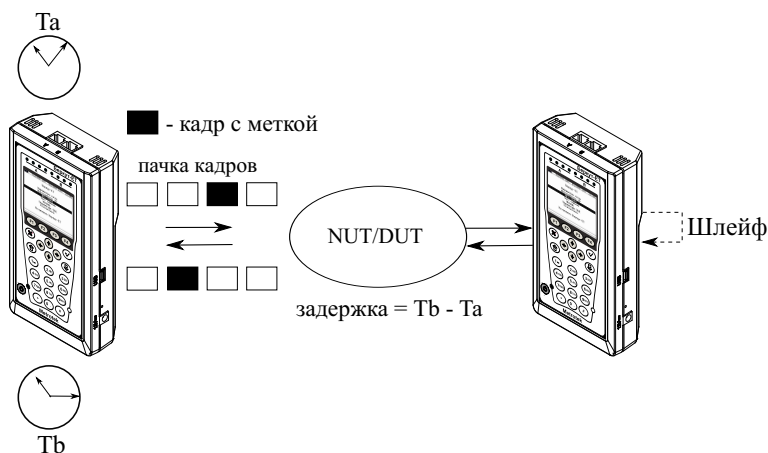 Ta
- кадр с меткой
пачка кадров
NUT/DUT
Шлейф
задержка = Tb - Ta
Tb